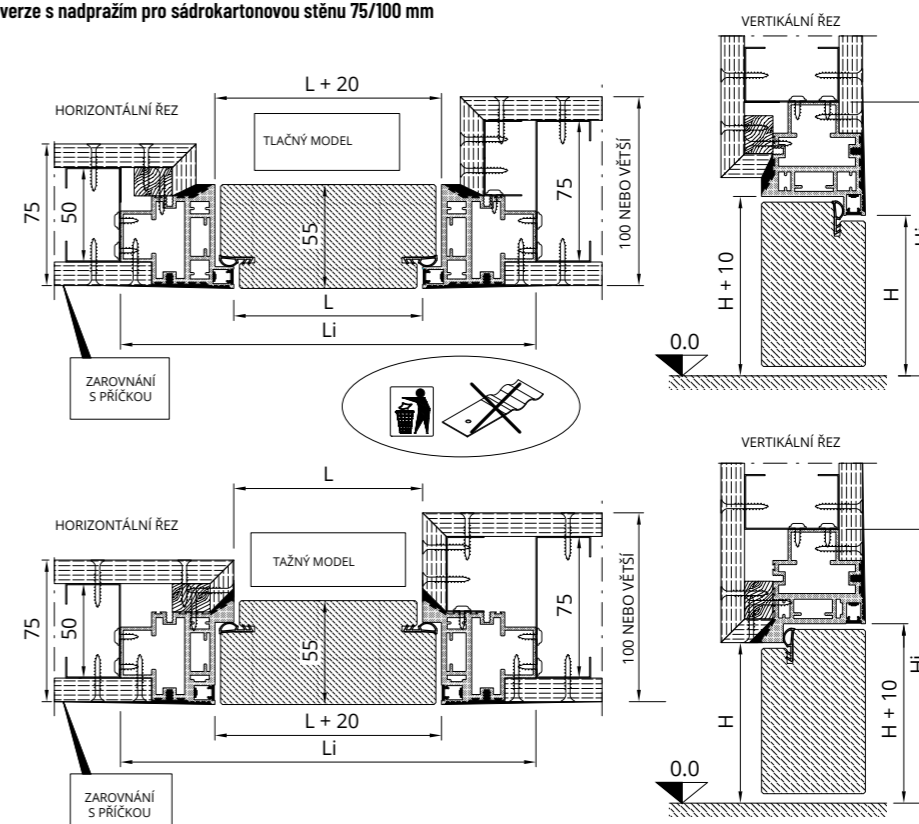 verze s nadpražím pro sádrokartonovou stěnu 75/100 mm
VERTIKÁLNÍ ŘEZ
HORIZONTÁLNÍ ŘEZ
L + 20
TLAČNÝ MODEL
75
50
55
75
100 NEBO VĚTŠÍ
L
Li
ZAROVNÁNÍ
S PŘÍČKOU
H + 10
H
0.0
VERTIKÁLNÍ ŘEZ
HORIZONTÁLNÍ ŘEZ
L
TAŽNÝ MODEL
75
50
55
75
100 NEBO VĚTŠÍ
L + 20
Li
ZAROVNÁNÍ
S PŘÍČKOU
H
H + 10
Hi
0.0